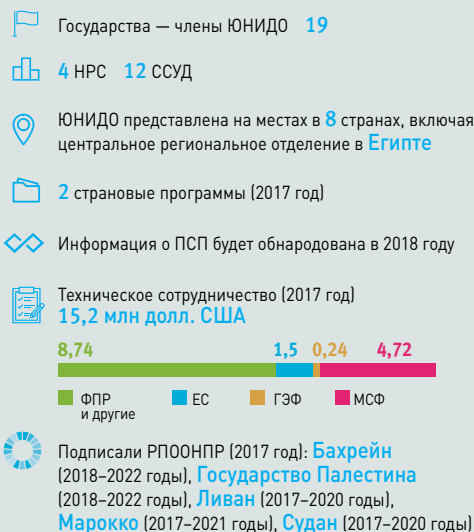 Государства — члены ЮНИДО 19
4 НРС 12 ССУД
ЮНИДО представлена на местах в 8 странах, включая
центральное региональное отделение в Египте
2 страновые программы (2017 год)
Информация о ПСП будет обнародована в 2018 году
Техническое сотрудничество (2017 год)
15,2 млн долл. США
8,74 1,5 0,24 4,72
ФПР
и другие
ЕС
ГЭФ
МСФ
Подписали РПООНПР (2017 год): Бахрейн
(2018–2022 годы), Государство Палестина
(2018–2022 годы), Ливан (2017–2020 годы),
Марокко (2017–2021 годы), Судан (2017–2020 годы)